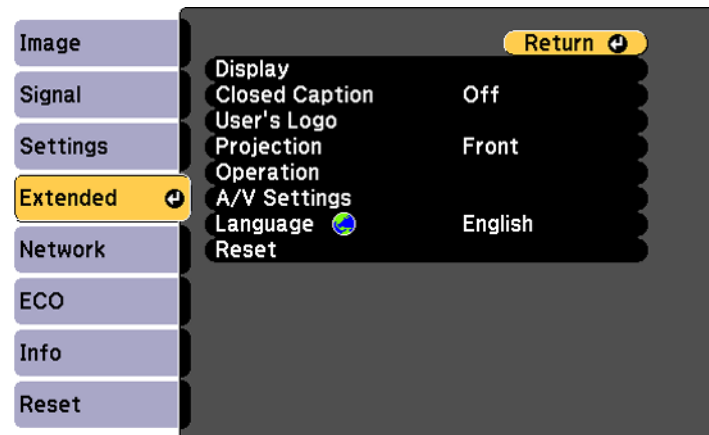 Image
Signal
Settings
Extended
Network
ECO
Info
Reset
Return
Display
Closed Caption Off
User's Logo
Projection Front
Operation
A/V Settings
Language English
Reset